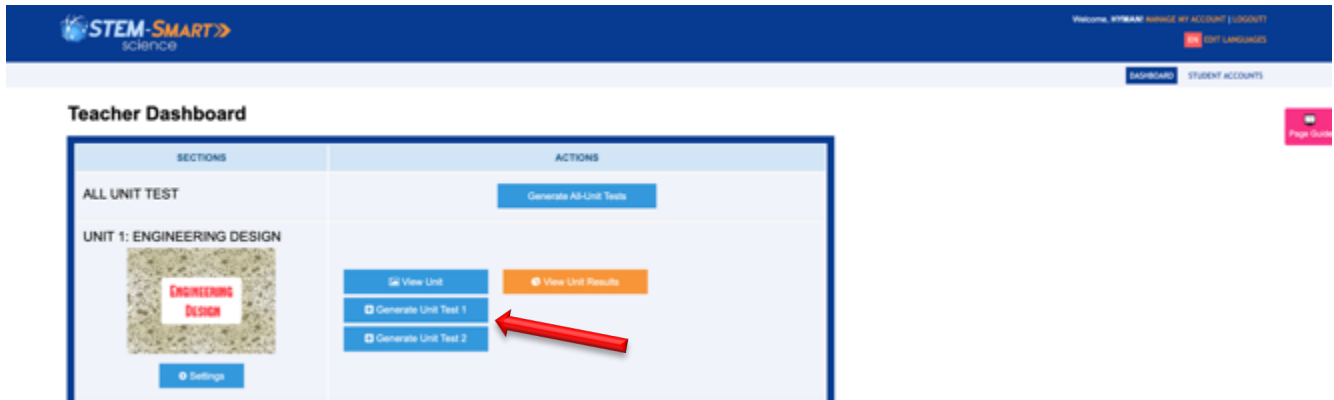 STEM-SMART
science
Welcome, HYMAN! MANAGE MY ACCOUNT | LOGOUT!
EN EDIT LANGUAGES
DASHBOARD STUDENT ACCOUNTS
Teacher Dashboard
Page Guide
SECTIONS ACTIONS
ALL UNIT TEST Generate All-Unit Tests
UNIT 1: ENGINEERING DESIGN
ENGINEERING
DESIGN
View Unit View Unit Results
Generate Unit Test 1
Generate Unit Test 2
Settings